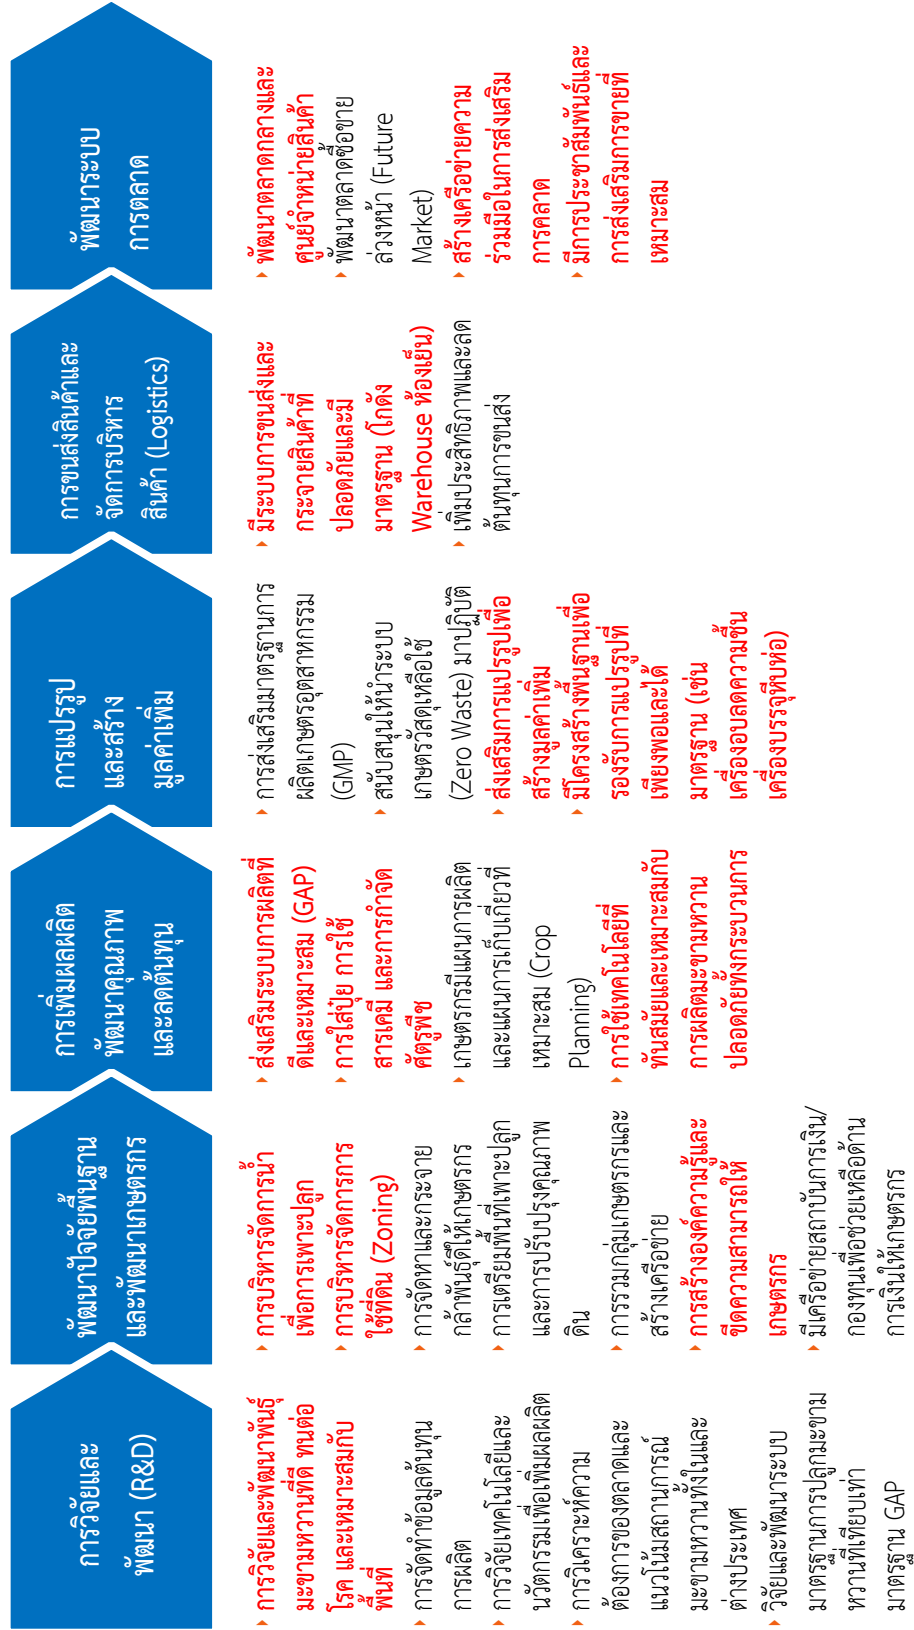 การวิจัยและ
พัฒนา (R&D)
▸ การวิจัยและพัฒนาพันธุ์
มะขามหวานที่ดี ทนต่อ
โรค และเหมาะสมกับ
พื้นที่
▸ การจัดทำข้อมูลต้นทุน
การผลิต
▸ การวิจัยเทคโนโลยีและ
นวัตกรรมเพื่อเพิ่มผลผลิต
▸ การวิเคราะห์ความ
ต้องการของตลาดและ
แนวโน้มสถานการณ์
มะขามหวานทั้งในและ
ต่างประเทศ
▸ วิจัยและพัฒนาระบบ
มาตรฐานการปลูกมะขาม
หวานที่เทียบเท่า
มาตรฐาน GAP
พัฒนาปัจจัยพื้นฐาน
และพัฒนาเกษตรกร
▸ การบริหารจัดการน้ำ
เพื่อการเพาะปลูก
▸ การบริหารจัดการการ
ใช้ที่ดิน (Zoning)
▸ การจัดหาและกระจาย
กล้าพันธุ์ดีให้เกษตรกร
▸ การเตรียมพื้นที่เพาะปลูก
และการปรับปรุงคุณภาพ
ดิน
▸ การรวมกลุ่มเกษตรกรและ
สร้างเครือข่าย
▸ การสร้างองค์ความรู้และ
ขีดความสามารถให้
เกษตรกร
▸ มีเครือข่ายสถาบันการเงิน/
กองทุนเพื่อช่วยเหลือด้าน
การเงินให้เกษตรกร
การเพิ่มผลผลิต
พัฒนาคุณภาพ
และลดต้นทุน
▸ ส่งเสริมระบบการผลิตที่
ดีและเหมาะสม (GAP)
▸ การใส่ปุ๋ย การใช้
สารเคมี และการกำจัด
ศัตรูพืช
▸ เกษตรกรมีแผนการผลิต
และแผนการเก็บเกี่ยวที่
เหมาะสม (Crop
Planning)
▸ การใช้เทคโนโลยีที่
ทันสมัยและเหมาะสมกับ
การผลิตมะขามหวาน
ปลอดภัยทั้งกระบวนการ
การแปรรูป
และสร้าง
มูลค่าเพิ่ม
▸ การส่งเสริมมาตรฐานการ
ผลิตเกษตรอุตสาหกรรม
(GMP)
▸ สนับสนุนให้นำระบบ
เกษตรวัสดุเหลือใช้
(Zero Waste) มาปฏิบัติ
▸ ส่งเสริมการแปรรูปเพื่อ
สร้างมูลค่าเพิ่ม
▸ มีโครงสร้างพื้นฐานเพื่อ
รองรับการแปรรูปที่
เพียงพอและได้
มาตรฐาน (เช่น
เครื่องอบลดความชื้น
เครื่องบรรจุหีบห่อ)
การขนส่งสินค้าและ
จัดการบริหาร
สินค้า (Logistics)
▸ มีระบบการขนส่งและ
กระจายสินค้าที่
ปลอดภัยและมี
มาตรฐาน (โกดัง
Warehouse ห้องเย็น)
▸ เพิ่มประสิทธิภาพและลด
ต้นทุนการขนส่ง
พัฒนาระบบ
การตลาด
▸ พัฒนาตลาดกลางและ
ศูนย์จำหน่ายสินค้า
▸ พัฒนาตลาดซื้อขาย
ล่วงหน้า (Future
Market)
▸ สร้างเครือข่ายความ
ร่วมมือในการส่งเสริม
การคลาด
▸ มีการประชาสัมพันธ์และ
การส่งเสริมการขายที่
เหมาะสม